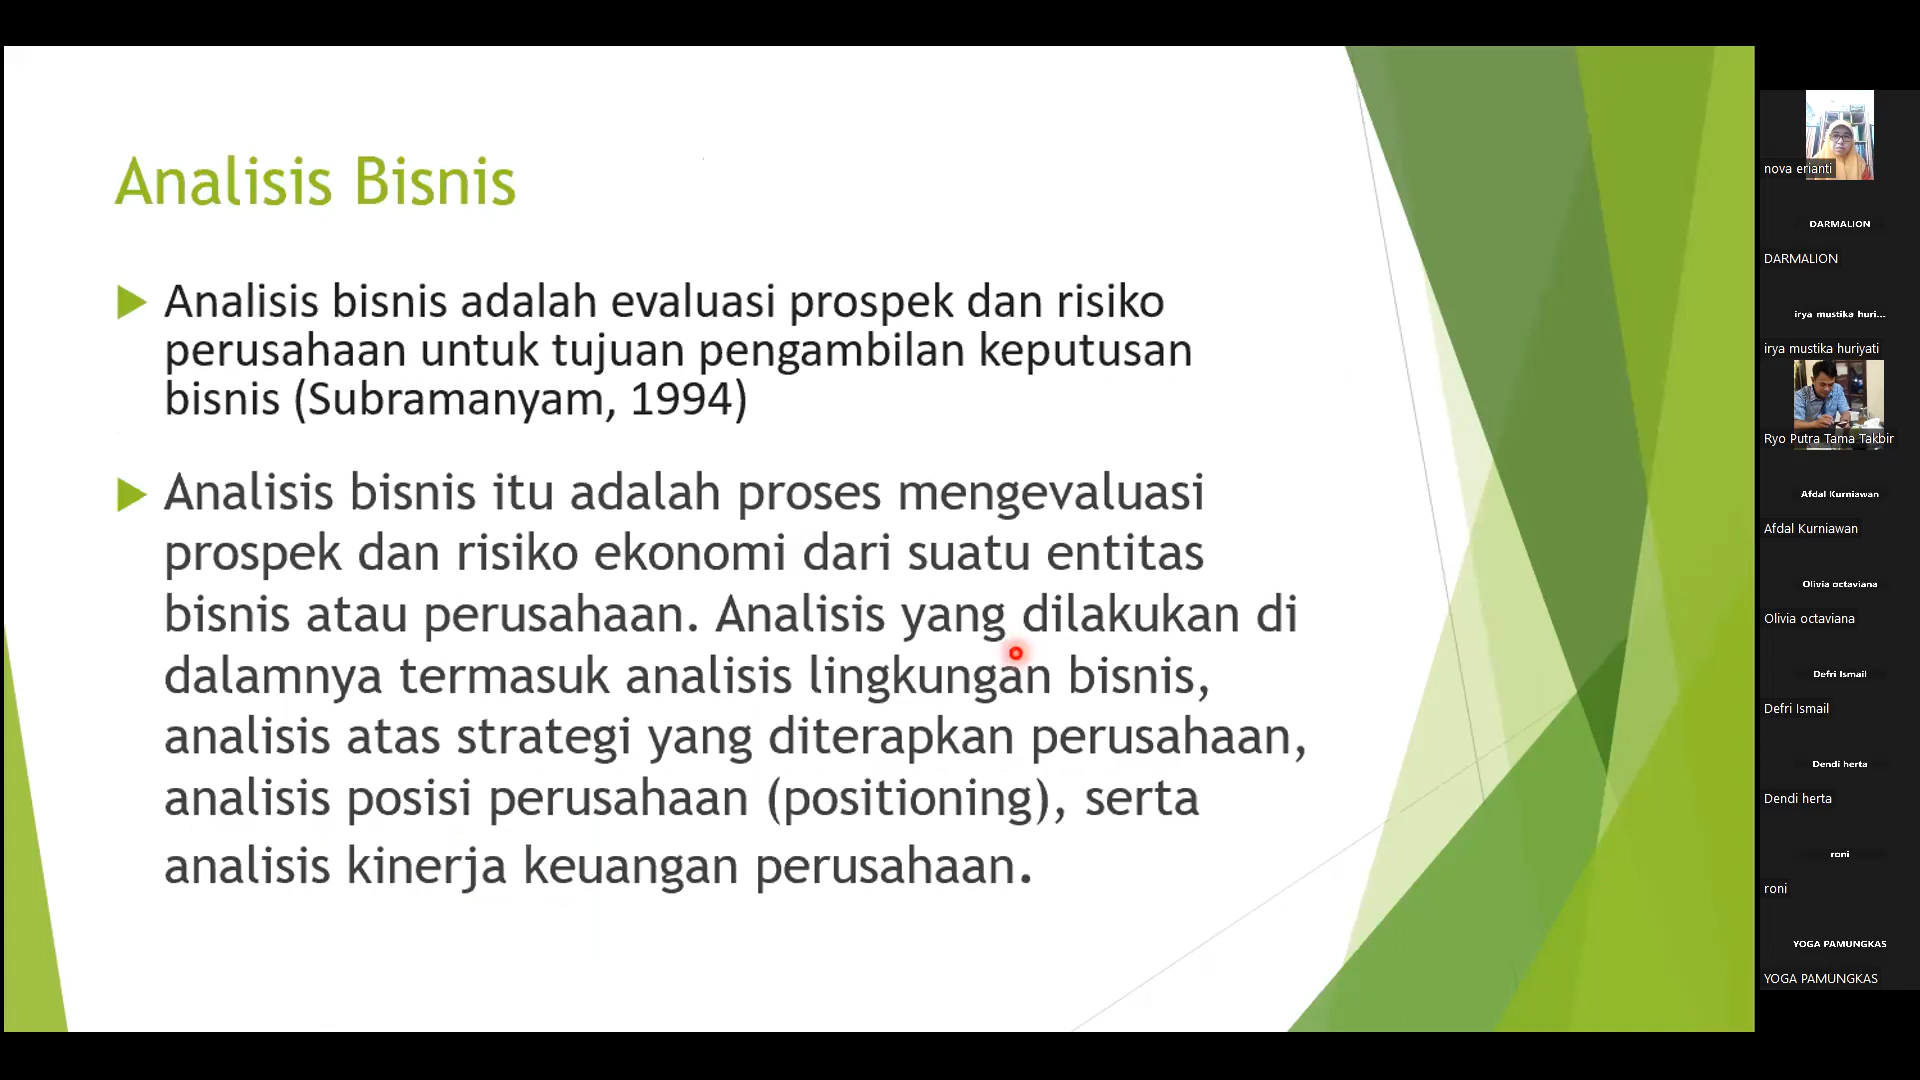 Analisis Bisnis
Analisis bisnis adalah evaluasi prospek dan risiko
perusahaan untuk tujuan pengambilan keputusan
bisnis (Subramanyam, 1994)
Analisis bisnis itu adalah proses mengevaluasi
prospek dan risiko ekonomi dari suatu entitas
bisnis atau perusahaan. Analisis yang dilakukan di
dalamnya termasuk analisis lingkungan bisnis,
analisis atas strategi yang diterapkan perusahaan,
analisis posisi perusahaan (positioning), serta
analisis kinerja keuangan perusahaan.
nova erianti
DARMALION
DARMALION
irya mustika huri...
irya mustika huriyati
Ryo Putra Tama Takbir
Afdal Kurniawan
Afdal Kurniawan
Olivia octaviana
Olivia octaviana
Defri Ismail
Defri Ismail
Dendi herta
Dendi herta
roni
roni
YOGA PAMUNGKAS
YOGA PAMUNGKAS